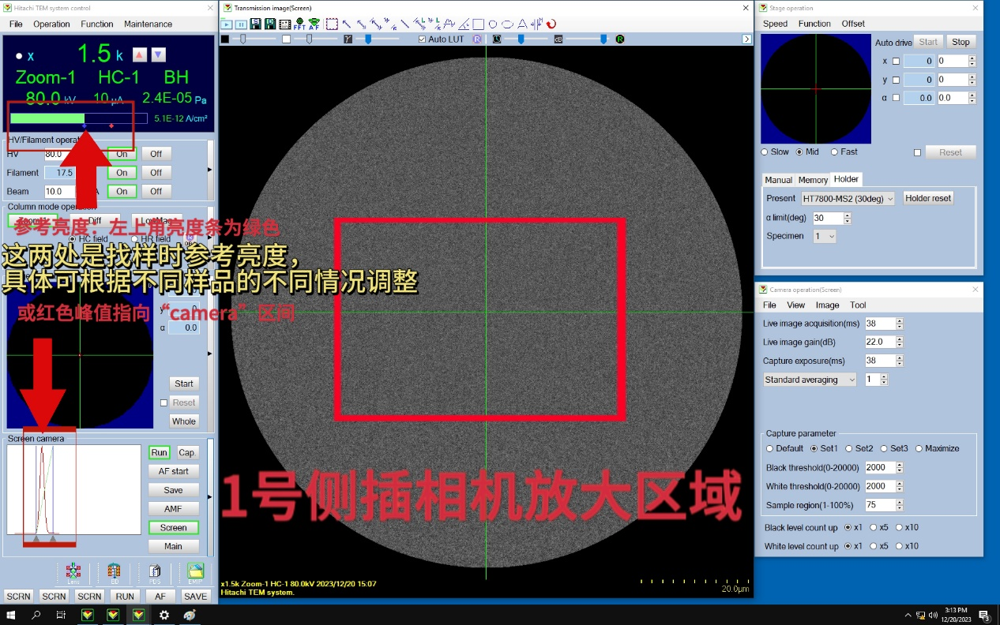 Hitachi TEM system control
File Operation Function Maintenance
x 1.5 k
Zoom-1 HC-1 BH
80.0 kV 10 μA 2.4E-05 Pa
5.1E-12 A/cm²
HV/Filament operat
HV 80.0 On Off
Filament 17.5 On Off
Beam 10.0 A On Off
Column mode operation
Zoom-1 Diff Low Mag
HC field HR field
参考亮度：左上角亮度条为绿色
这两处是找样时参考亮度，
具体可根据不同样品的不同情况调整
或红色峰值指向“camera”区间
y 0
α 0.0
Start
Reset
Whole
Screen camera
Run Cap.
AF start
Save
AMF
Screen
Main
Lens BD PDS EMIP
SCRN SCRN SCRN RUN AF SAVE
Transmission image(Screen)
FFT AF
Auto LUT R dB R
1号侧插相机放大区域
x1.5k Zoom-1 HC-1 80.0kV 2023/12/20 15:07
Hitachi TEM system.
20.0μm
Stage operation
Speed Function Offset
Auto drive Start Stop
x 0 0
y 0 0
α 0.0 0.0
Slow Mid Fast Reset
Manual Memory Holder
Present HT7800-MS2 (30deg) Holder reset
α limit(deg) 30
Specimen 1
Camera operation(Screen)
File View Image Tool
Live image acquisition(ms) 38
Live image gain(dB) 22.0
Capture exposure(ms) 38
Standard averaging 1
Capture parameter
Default Set1 Set2 Set3 Maximize
Black threshold(0-20000) 2000
White threshold(0-20000) 2000
Sample region(1-100%) 75
Black level count up x1 x5 x10
White level count up x1 x5 x10
3:13 PM
12/20/2023
3